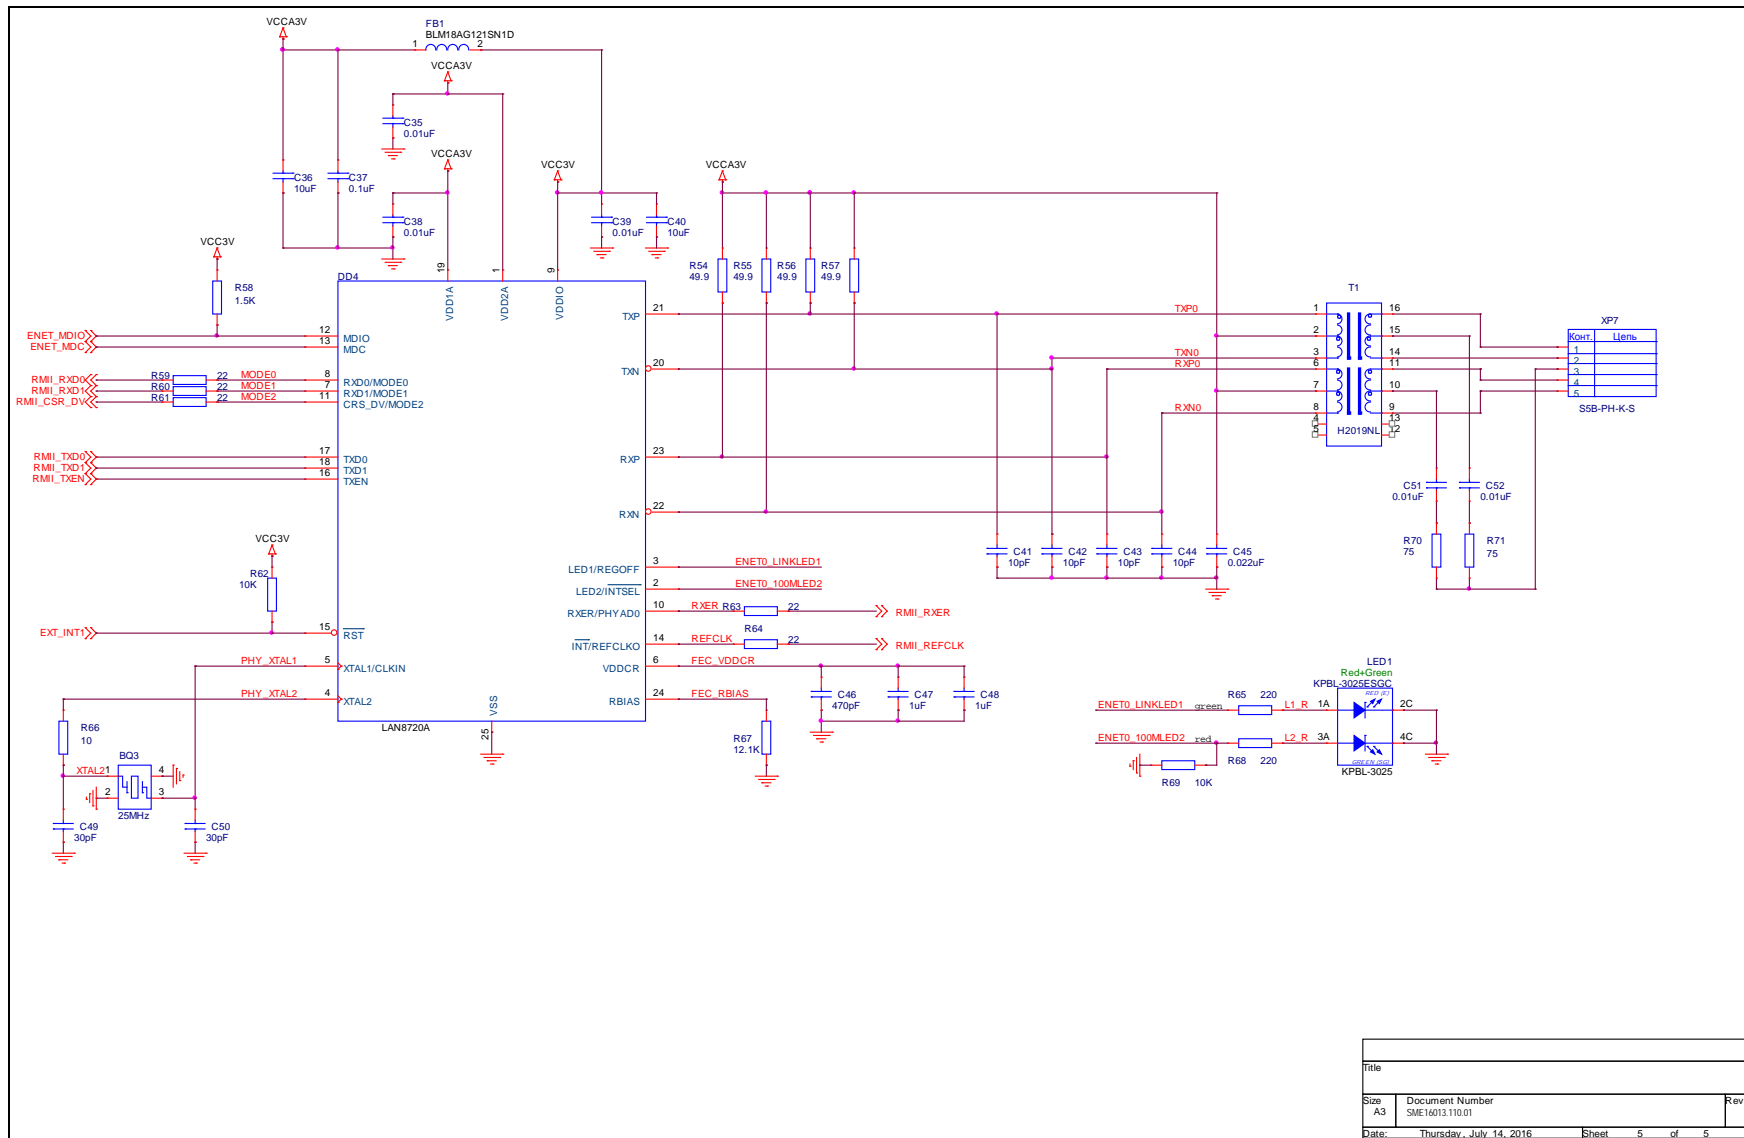 VCCA3V
FB1
BLM18AG121SN1D
1 2
VCCA3V
C35
0.01uF
VCCA3V
VCC3V
VCCA3V
C36
10uF
C37
0.1uF
C38
0.01uF
C39
0.01uF
C40
10uF
VCC3V
R58
1.5K
R54
49.9
R55
49.9
R56
49.9
R57
49.9
DD4
19
1
9
VDD1A
VDD2A
VDDIO
ENET_MDIO 12 MDIO
ENET_MDC 13 MDC
RMII_RXD0 R59 22 MODE0 8 RXD0/MODE0
RMII_RXD1 R60 22 MODE1 7 RXD1/MODE1
RMII_CSR_DV R61 22 MODE2 11 CRS_DV/MODE2
RMII_TXD0 17 TXD0
RMII_TXD1 18 TXD1
RMII_TXEN 16 TXEN
VCC3V
R62
10K
EXT_INT1 15 RST
PHY_XTAL1 5 XTAL1/CLKIN
PHY_XTAL2 4 XTAL2
TXP 21
TXN 20
RXP 23
RXN 22
LED1/REGOFF 3 ENET0_LINKLED1
LED2/INTSEL 2 ENET0_100MLED2
RXER/PHYAD0 10 RXER R63 22 RMII_RXER
INT/REFCLKO 14 REFCLK R64 22 RMII_REFCLK
VDDCR 6 FEC_VDDCR
RBIAS 24 FEC_RBIAS
VSS
25
LAN8720A
R66
10
BQ3
XTAL2 1 4
2 3
25MHz
C49
30pF
C50
30pF
R67
12.1K
C46
470pF
C47
1uF
C48
1uF
C41
10pF
C42
10pF
C43
10pF
C44
10pF
C45
0.022uF
T1
TXP0 1 16
2 15
TXN0 3 14
RXP0 6 11
7 10
RXN0 8 9
4 13
5 12
H2019NL
XP7
Конт. Цепь
1
2
3
4
5
S5B-PH-K-S
C51
0.01uF
C52
0.01uF
R70
75
R71
75
LED1
Red+Green
KPBL-3025ESGC
RED (E)
ENET0_LINKLED1 green R65 220 L1_R 1A 2C
ENET0_100MLED2 red R68 220 L2_R 3A 4C
GREEN (SG)
KPBL-3025
R69 10K
Title
Size
A3
Document Number
SME16013.110.01
Rev
Date: Thursday, July 14, 2016 Sheet 5 of 5